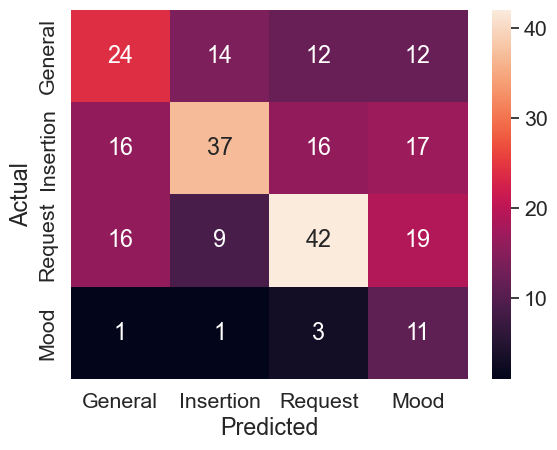 General 24 14 12 12
Insertion 16 37 16 17
Request 16 9 42 19
Mood 1 1 3 11
General Insertion Request Mood
Predicted
Actual
40
30
20
10